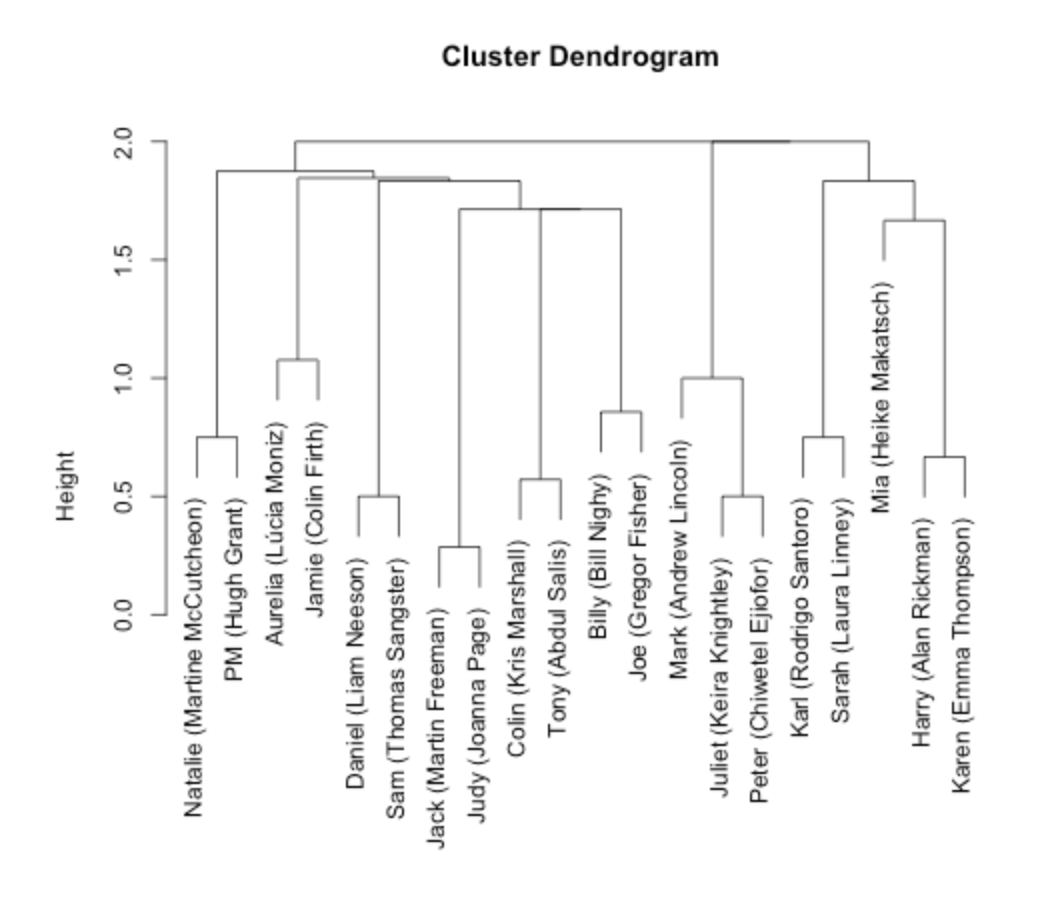 Cluster Dendrogram
Height
2.0
1.5
1.0
0.5
0.0
Natalie (Martine McCutcheon)
PM (Hugh Grant)
Aurelia (Lúcia Moniz)
Jamie (Colin Firth)
Daniel (Liam Neeson)
Sam (Thomas Sangster)
Jack (Martin Freeman)
Judy (Joanna Page)
Colin (Kris Marshall)
Tony (Abdul Salis)
Billy (Bill Nighy)
Joe (Gregor Fisher)
Mark (Andrew Lincoln)
Juliet (Keira Knightley)
Peter (Chiwetel Ejiofor)
Karl (Rodrigo Santoro)
Sarah (Laura Linney)
Mia (Heike Makatsch)
Harry (Alan Rickman)
Karen (Emma Thompson)